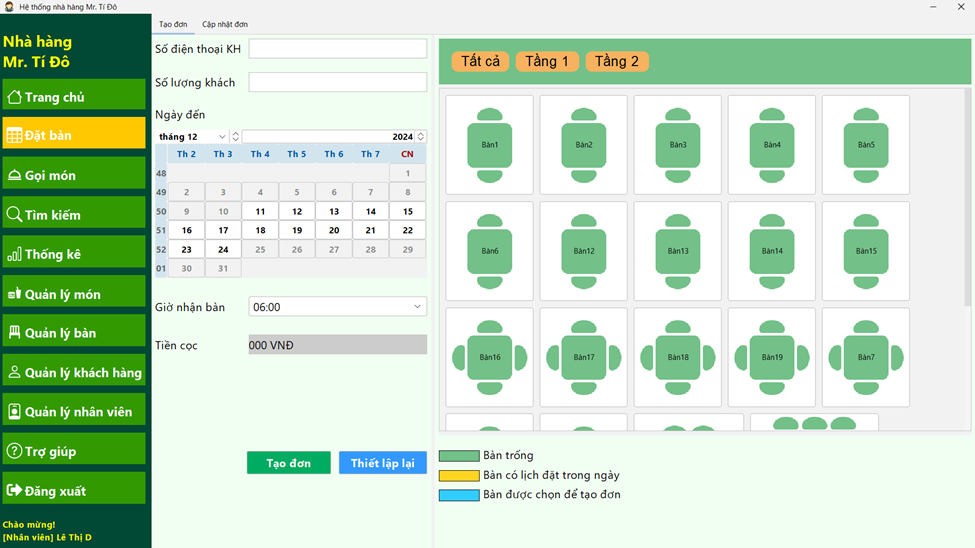 Hệ thống nhà hàng Mr. Tí Đô
Nhà hàng
Mr. Tí Đô
Trang chủ
Đặt bàn
Gọi món
Tìm kiếm
Thống kê
Quản lý món
Quản lý bàn
Quản lý khách hàng
Quản lý nhân viên
Trợ giúp
Đăng xuất
Chào mừng!
[Nhân viên] Lê Thị D
Tạo đơn Cập nhật đơn
Số điện thoại KH
Số lượng khách
Ngày đến
tháng 12 2024
Th 2 Th 3 Th 4 Th 5 Th 6 Th 7 CN
48 1
49 2 3 4 5 6 7 8
50 9 10 11 12 13 14 15
51 16 17 18 19 20 21 22
52 23 24 25 26 27 28 29
01 30 31
Giờ nhận bàn 06:00
Tiền cọc 000 VNĐ
Tạo đơn Thiết lập lại
Tất cả Tầng 1 Tầng 2
Bàn1 Bàn2 Bàn3 Bàn4 Bàn5
Bàn6 Bàn12 Bàn13 Bàn14 Bàn15
Bàn16 Bàn17 Bàn18 Bàn19 Bàn7
Bàn trống
Bàn có lịch đặt trong ngày
Bàn được chọn để tạo đơn